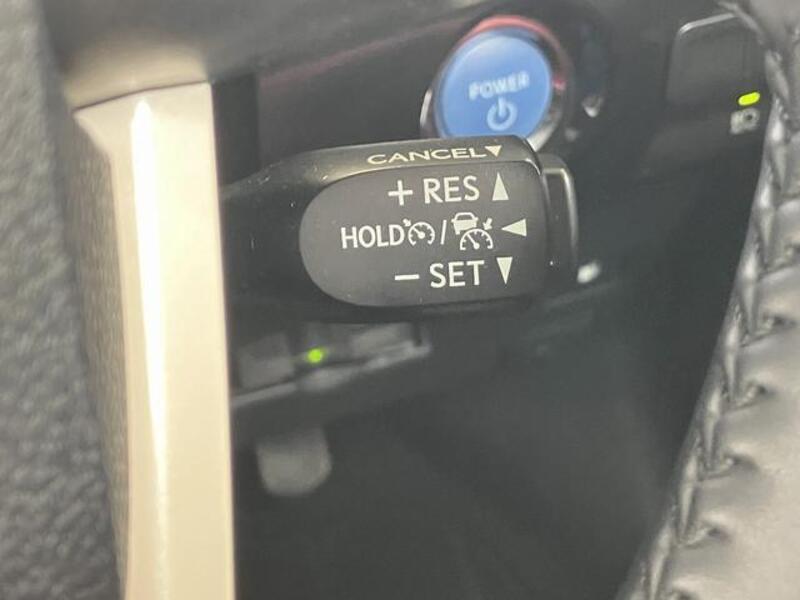 POWER
CANCEL▼
+ RES ▲
HOLD / ◀
− SET ▼